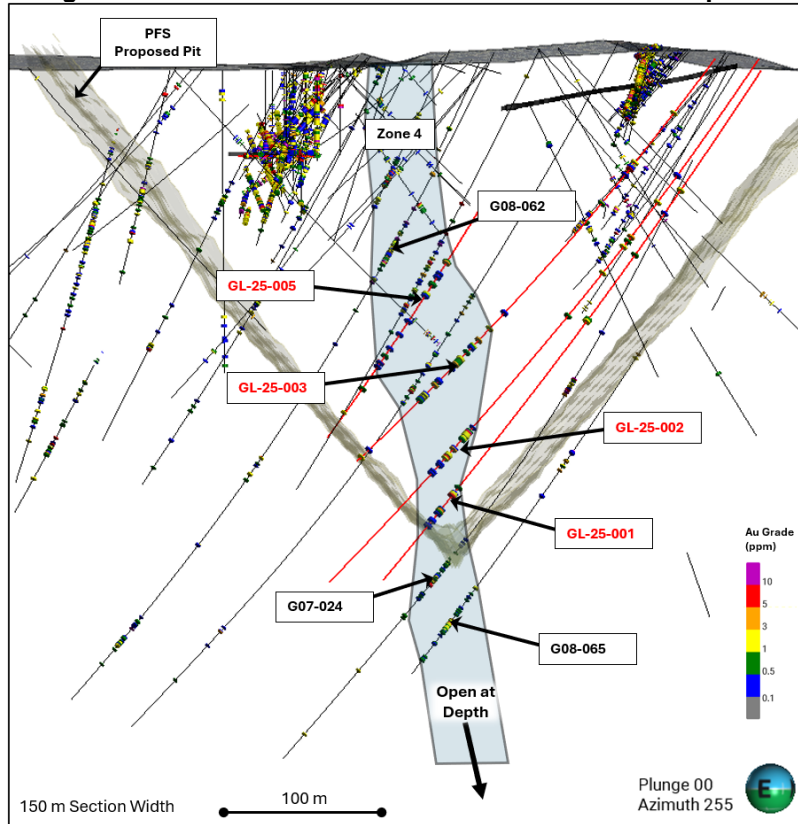 PFS
Proposed Pit
Zone 4
G08-062
GL-25-005
GL-25-003
GL-25-002
GL-25-001
G07-024
G08-065
Au Grade
(ppm)
10
5
3
1
0.5
0.1
Open at
Depth
150 m Section Width
100 m
Plunge 00
Azimuth 255
E